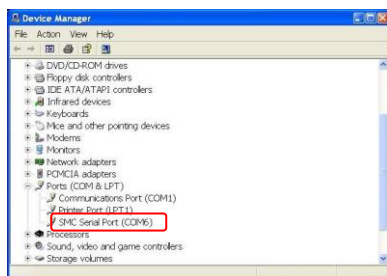 Device Manager
File Action View Help
DVD/CD-ROM drives
Floppy disk controllers
IDE ATA/ATAPI controllers
Infrared devices
Keyboards
Mice and other pointing devices
Modems
Monitors
Network adapters
PCMCIA adapters
Ports (COM & LPT)
Communications Port (COM1)
Printer Port (LPT1)
SMC Serial Port (COM6)
Processors
Sound, video and game controllers
Storage volumes